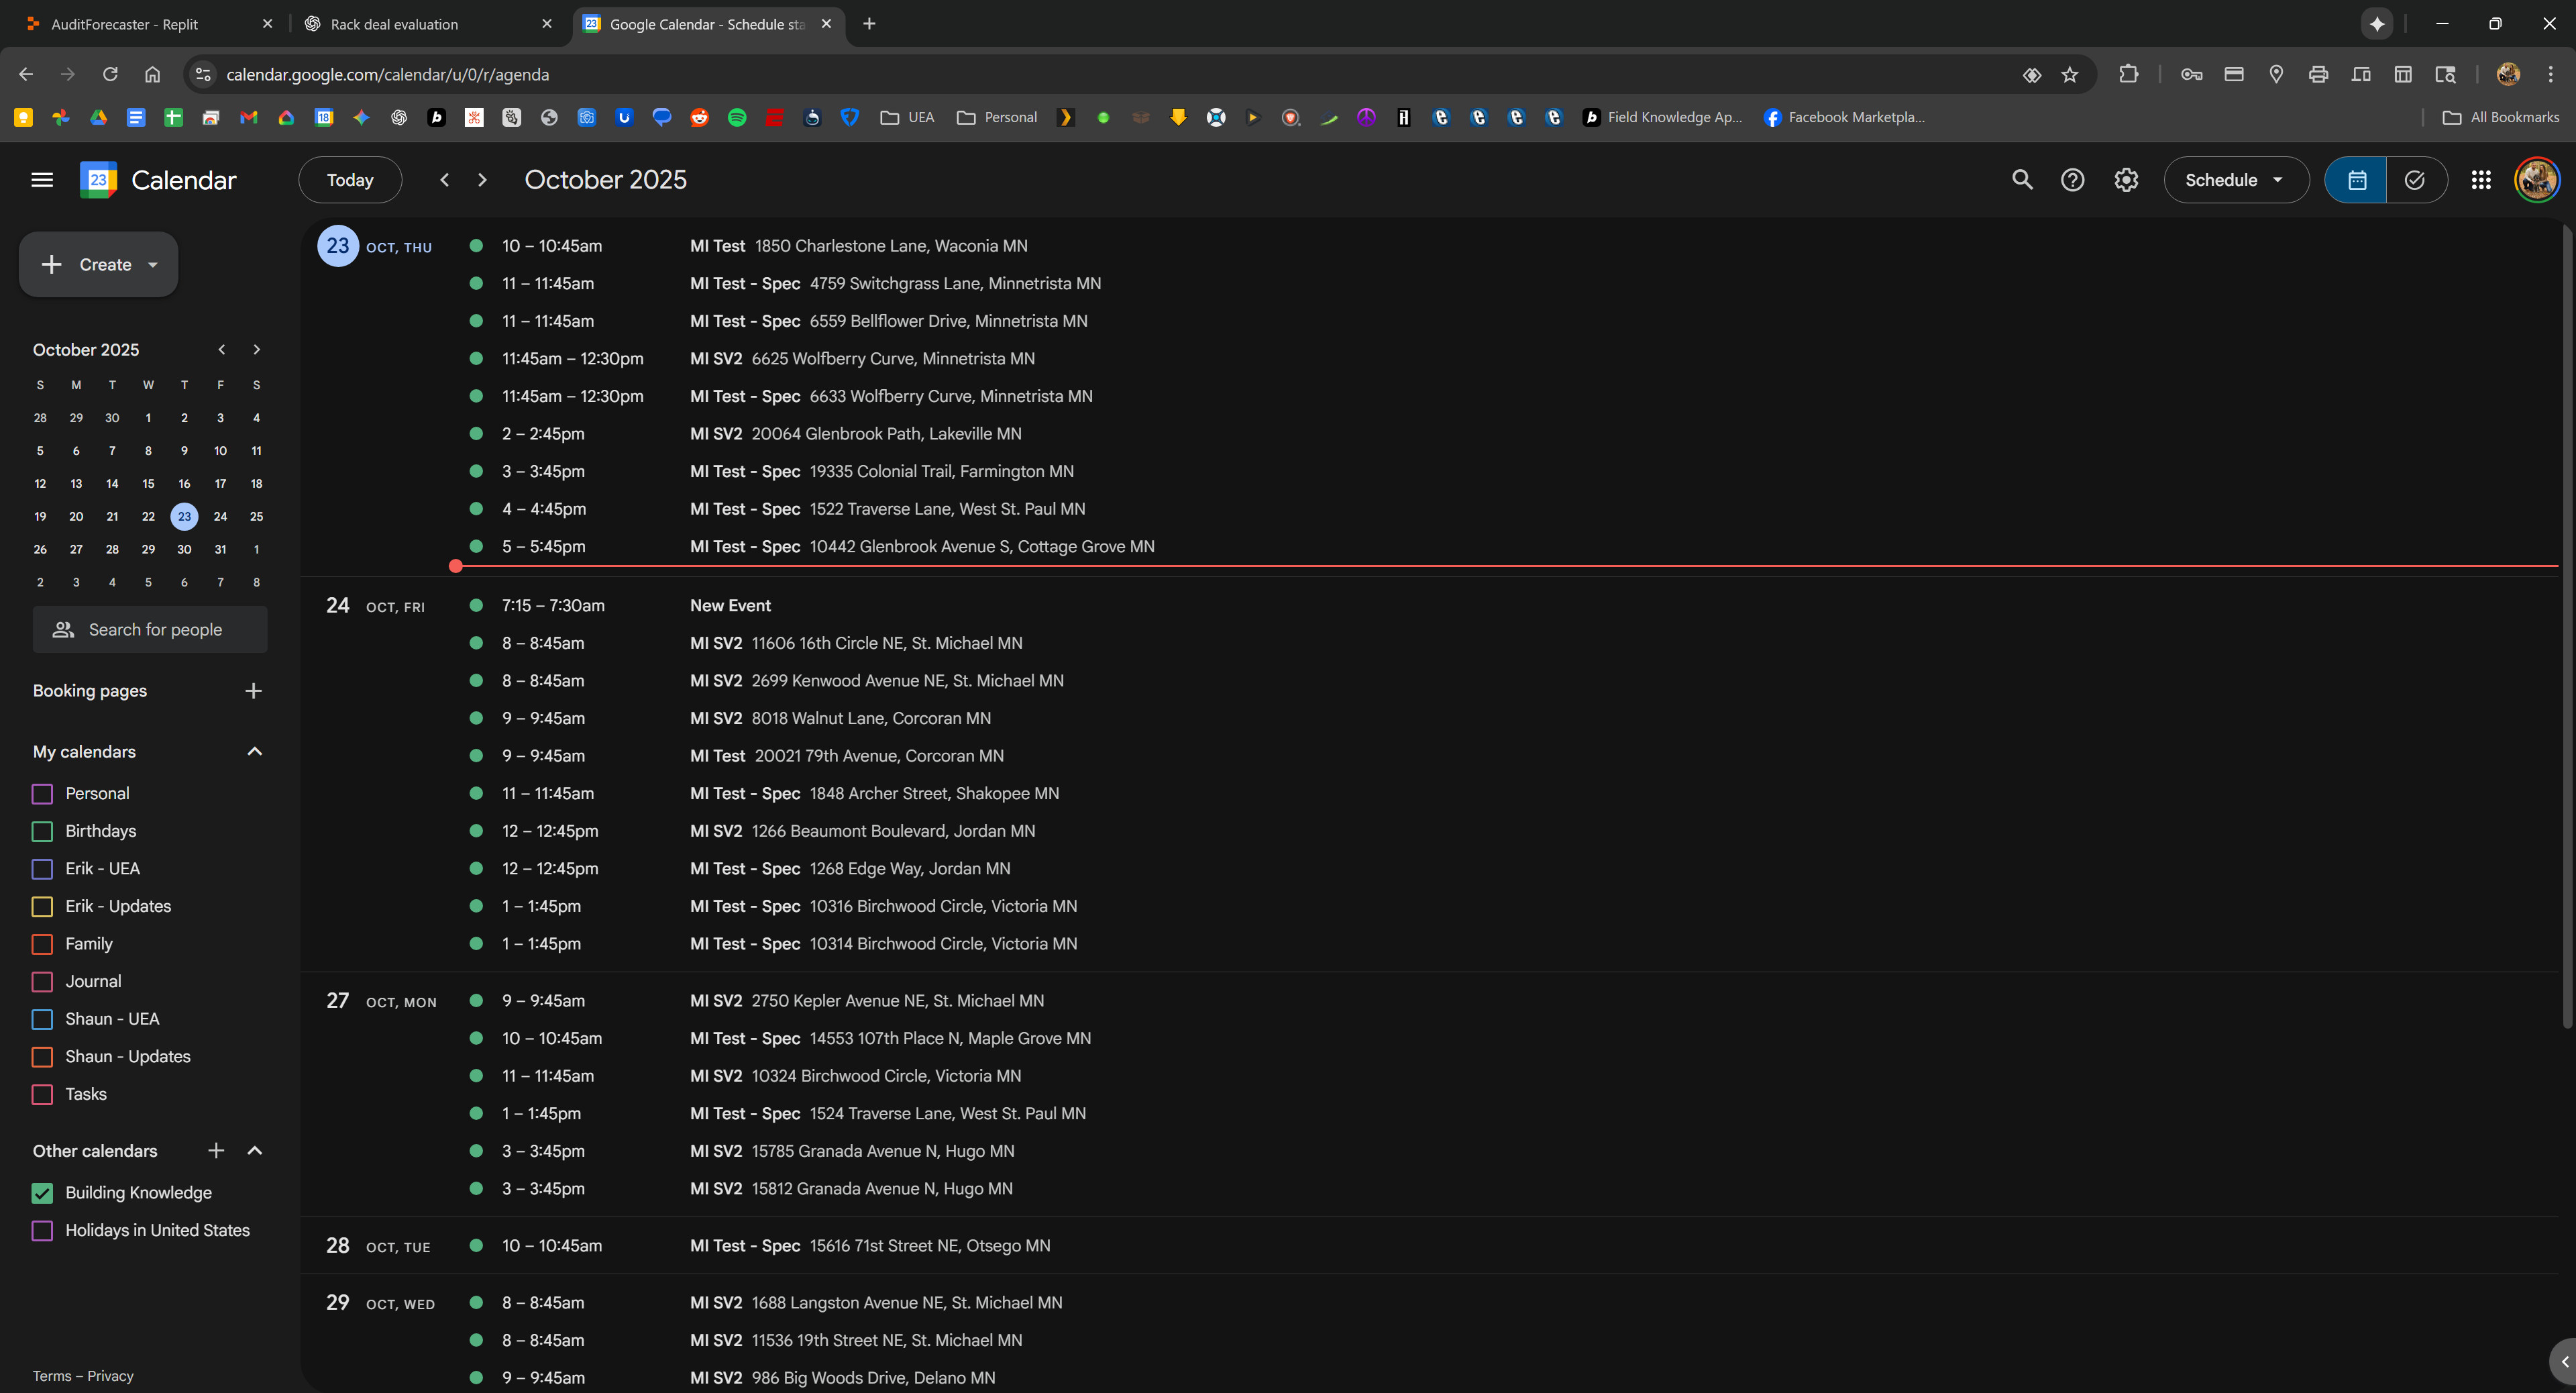 AuditForecaster - Replit
Rack deal evaluation
Google Calendar - Schedule sta
calendar.google.com/calendar/u/0/r/agenda
UEA
Personal
Field Knowledge Ap...
Facebook Marketpla...
All Bookmarks
23 Calendar
Today
October 2025
Schedule
Create
October 2025
S M T W T F S
28 29 30 1 2 3 4
5 6 7 8 9 10 11
12 13 14 15 16 17 18
19 20 21 22 23 24 25
26 27 28 29 30 31 1
2 3 4 5 6 7 8
Search for people
Booking pages
My calendars
Personal
Birthdays
Erik - UEA
Erik - Updates
Family
Journal
Shaun - UEA
Shaun - Updates
Tasks
Other calendars
Building Knowledge
Holidays in United States
Terms – Privacy
23 OCT, THU 10 – 10:45am MI Test 1850 Charlestone Lane, Waconia MN
11 – 11:45am MI Test - Spec 4759 Switchgrass Lane, Minnetrista MN
11 – 11:45am MI Test - Spec 6559 Bellflower Drive, Minnetrista MN
11:45am – 12:30pm MI SV2 6625 Wolfberry Curve, Minnetrista MN
11:45am – 12:30pm MI Test - Spec 6633 Wolfberry Curve, Minnetrista MN
2 – 2:45pm MI SV2 20064 Glenbrook Path, Lakeville MN
3 – 3:45pm MI Test - Spec 19335 Colonial Trail, Farmington MN
4 – 4:45pm MI Test - Spec 1522 Traverse Lane, West St. Paul MN
5 – 5:45pm MI Test - Spec 10442 Glenbrook Avenue S, Cottage Grove MN
24 OCT, FRI 7:15 – 7:30am New Event
8 – 8:45am MI SV2 11606 16th Circle NE, St. Michael MN
8 – 8:45am MI SV2 2699 Kenwood Avenue NE, St. Michael MN
9 – 9:45am MI SV2 8018 Walnut Lane, Corcoran MN
9 – 9:45am MI Test 20021 79th Avenue, Corcoran MN
11 – 11:45am MI Test - Spec 1848 Archer Street, Shakopee MN
12 – 12:45pm MI SV2 1266 Beaumont Boulevard, Jordan MN
12 – 12:45pm MI Test - Spec 1268 Edge Way, Jordan MN
1 – 1:45pm MI Test - Spec 10316 Birchwood Circle, Victoria MN
1 – 1:45pm MI Test - Spec 10314 Birchwood Circle, Victoria MN
27 OCT, MON 9 – 9:45am MI SV2 2750 Kepler Avenue NE, St. Michael MN
10 – 10:45am MI Test - Spec 14553 107th Place N, Maple Grove MN
11 – 11:45am MI SV2 10324 Birchwood Circle, Victoria MN
1 – 1:45pm MI Test - Spec 1524 Traverse Lane, West St. Paul MN
3 – 3:45pm MI SV2 15785 Granada Avenue N, Hugo MN
3 – 3:45pm MI SV2 15812 Granada Avenue N, Hugo MN
28 OCT, TUE 10 – 10:45am MI Test - Spec 15616 71st Street NE, Otsego MN
29 OCT, WED 8 – 8:45am MI SV2 1688 Langston Avenue NE, St. Michael MN
8 – 8:45am MI SV2 11536 19th Street NE, St. Michael MN
9 – 9:45am MI SV2 986 Big Woods Drive, Delano MN